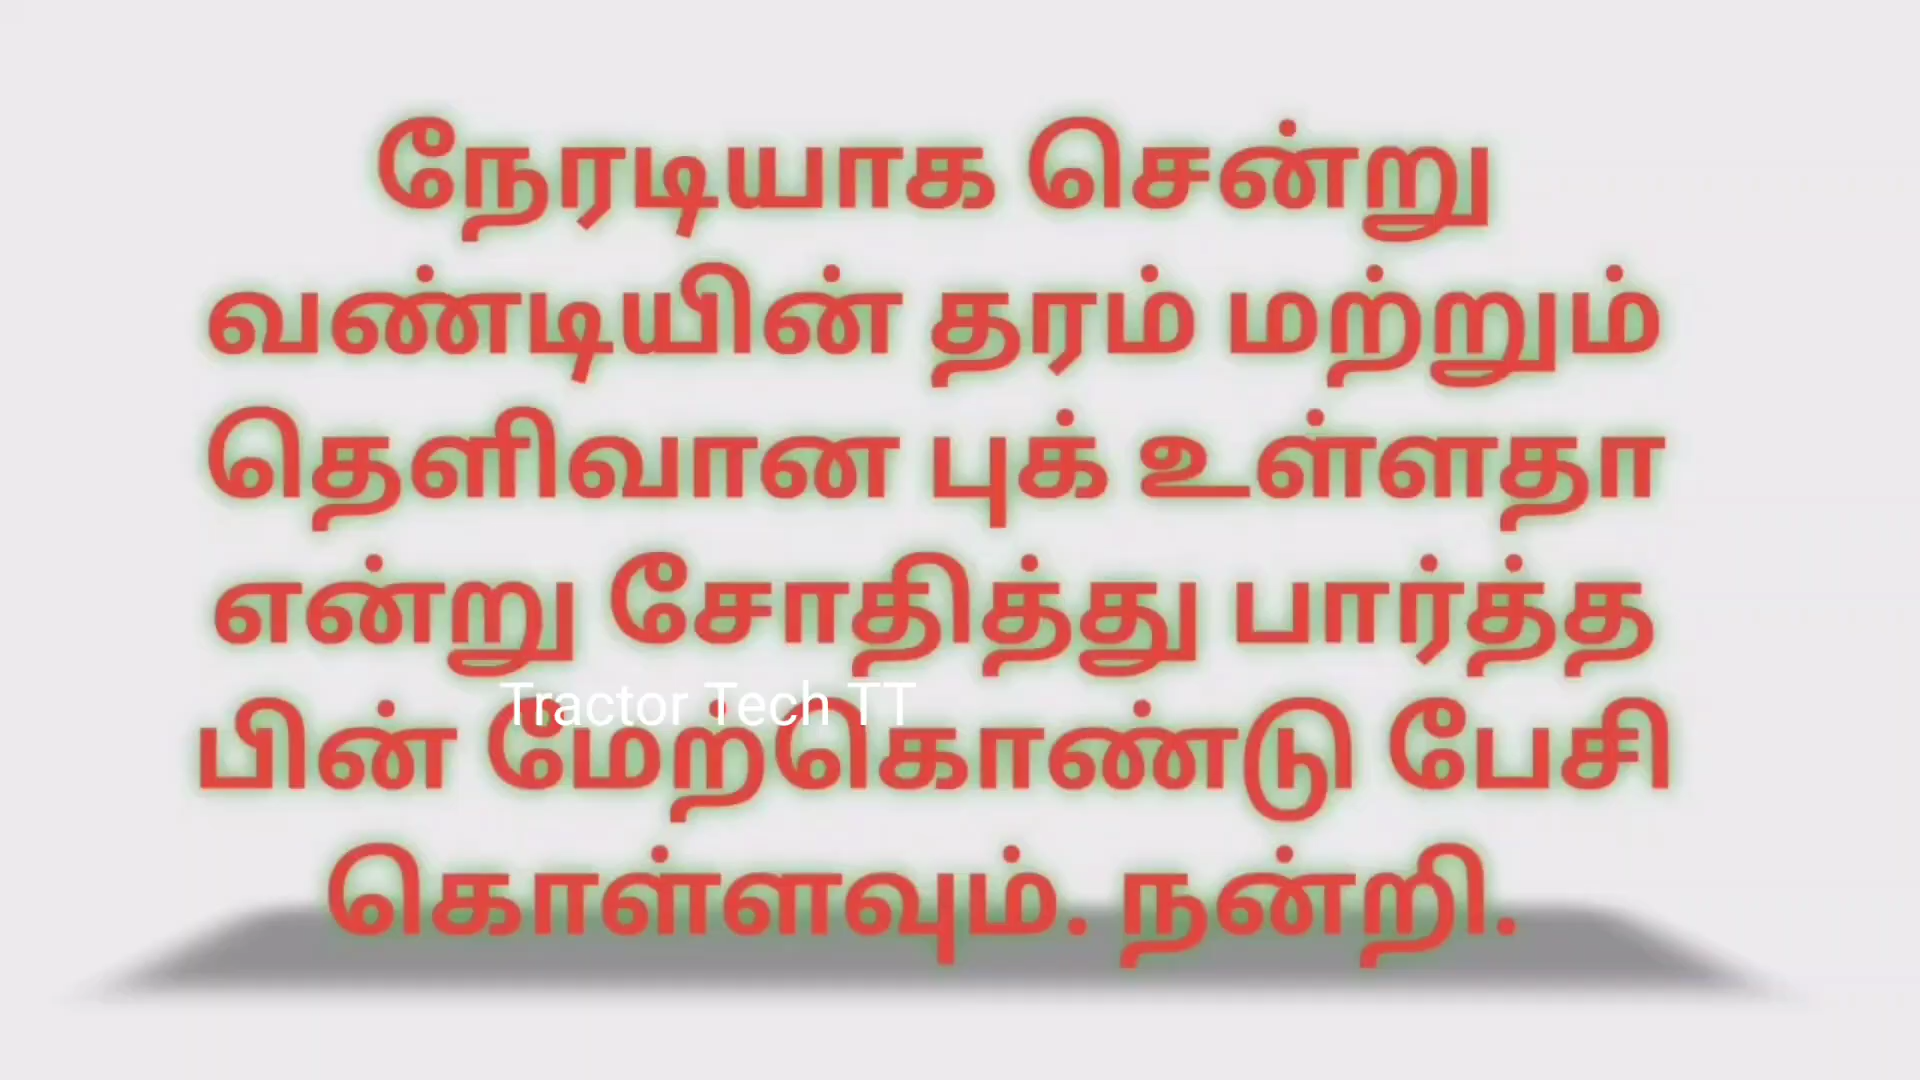 நேரடியாக சென்று
வண்டியின் தரம் மற்றும்
தெளிவான புக் உள்ளதா
என்று சோதித்து பார்த்த
Tractor Tech TT
பின் மேற்கொண்டு பேசி
கொள்ளவும். நன்றி.